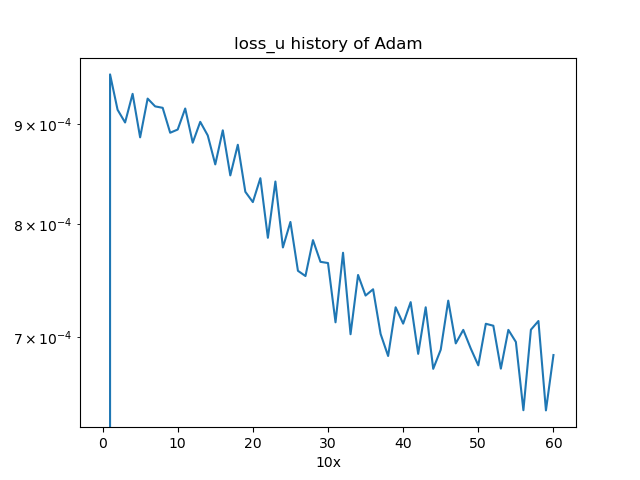 loss_u history of Adam
9 × 10⁻⁴
8 × 10⁻⁴
7 × 10⁻⁴
0 10 20 30 40 50 60
10x